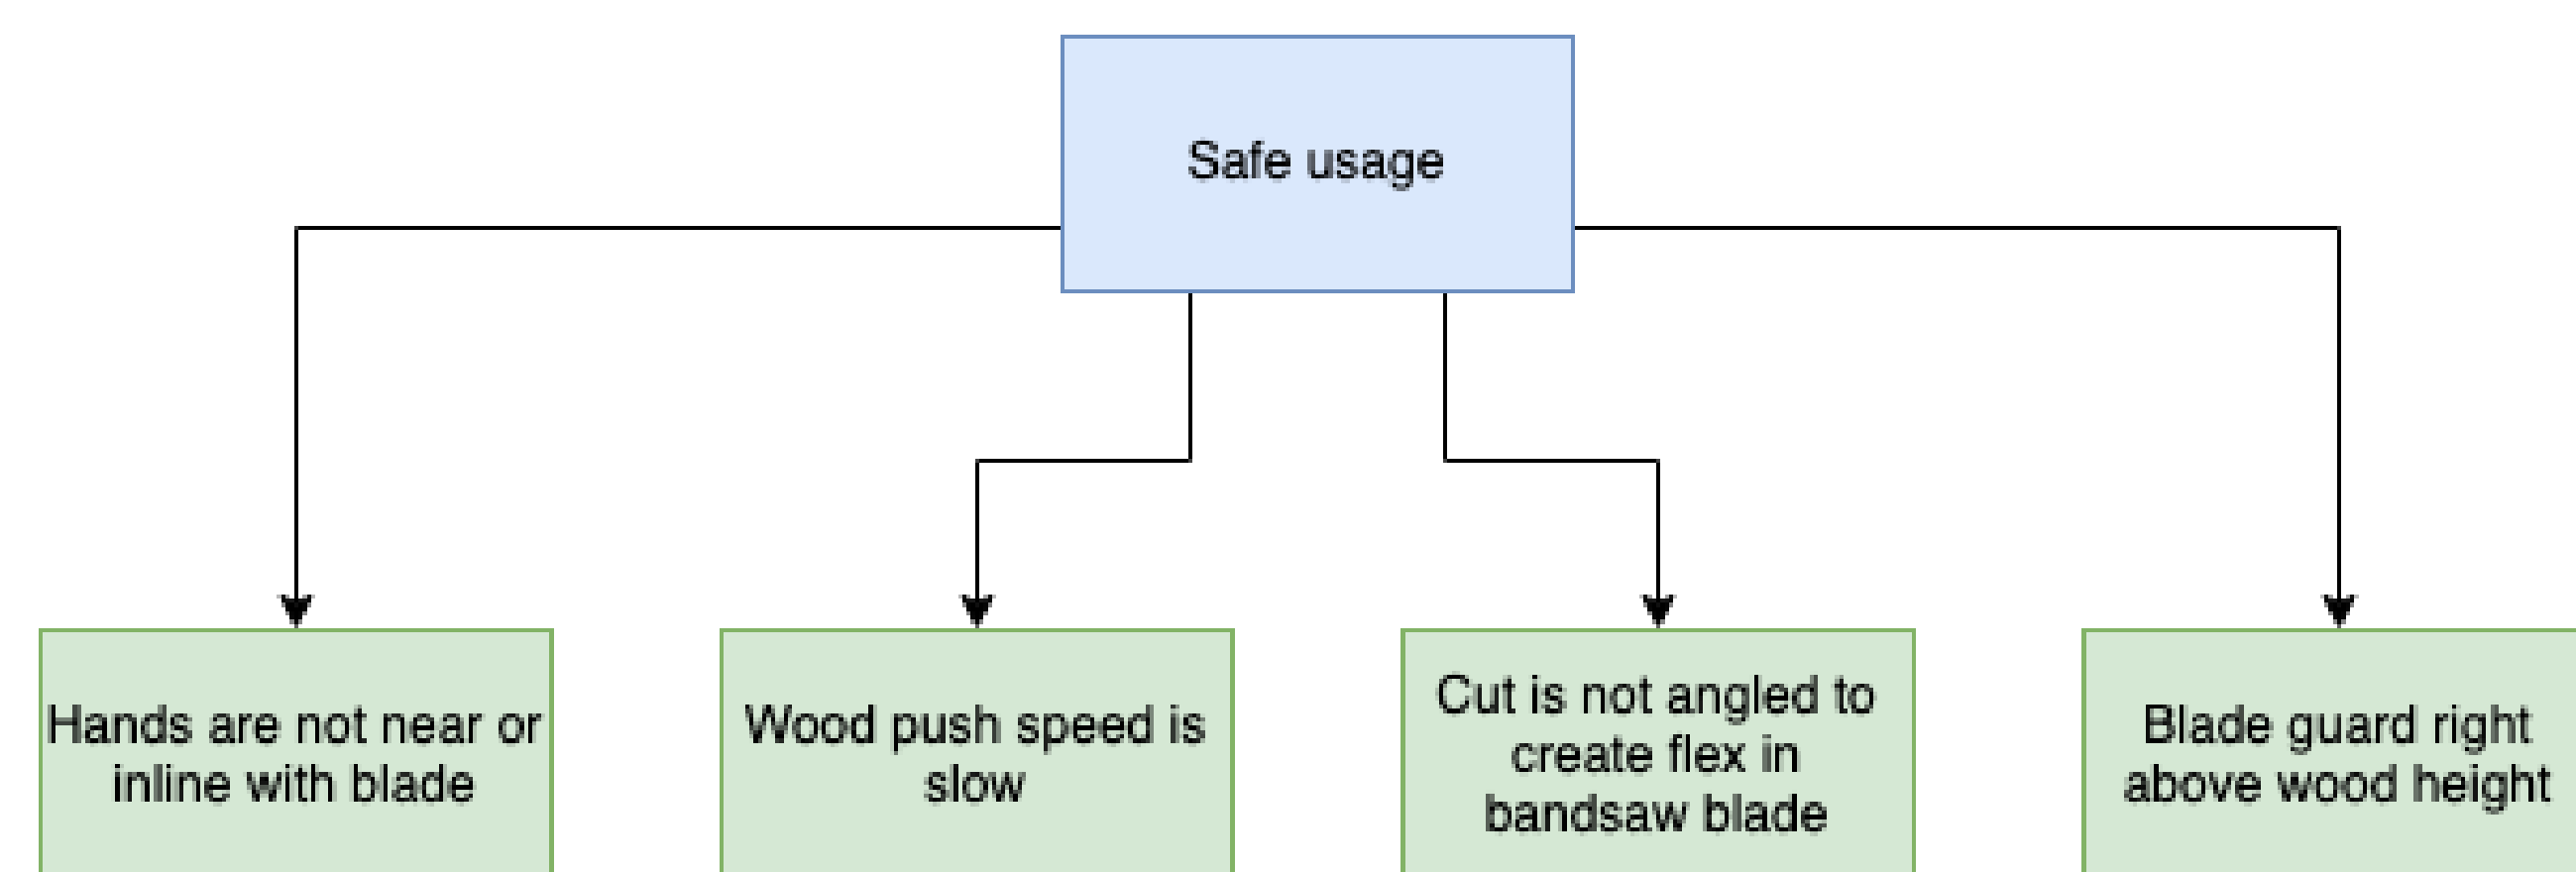 Safe usage
Hands are not near or
inline with blade
Wood push speed is
slow
Cut is not angled to
create flex in
bandsaw blade
Blade guard right
above wood height